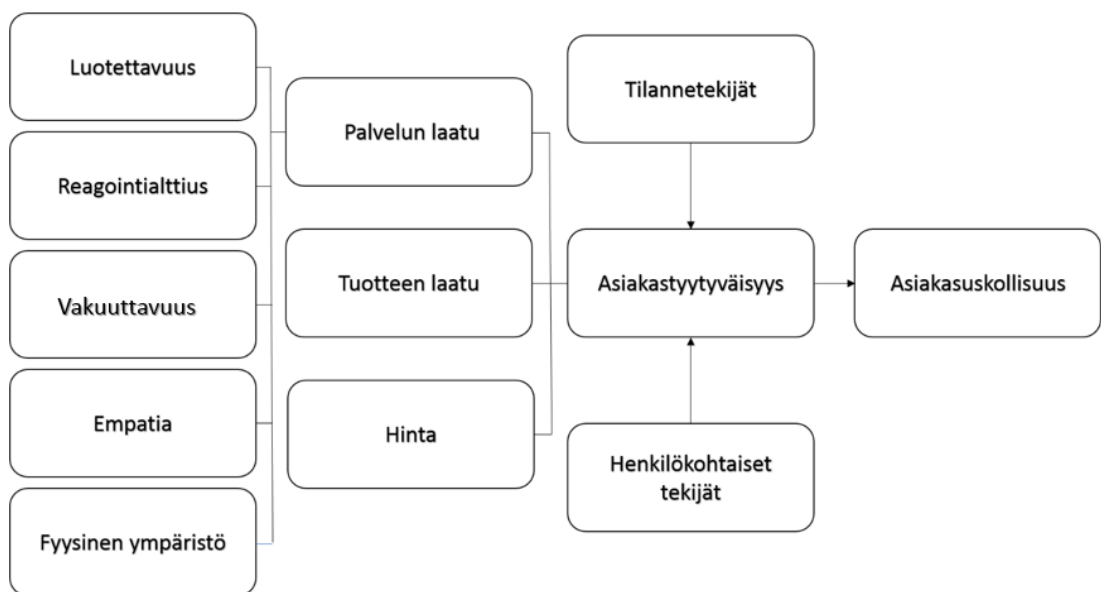 Luotettavuus
Reagointialttius
Vakuuttavuus
Empatia
Fyysinen ympäristö
Palvelun laatu
Tuotteen laatu
Hinta
Tilannetekijät
Asiakastyytyväisyys
Henkilökohtaiset
tekijät
Asiakasuskollisuus